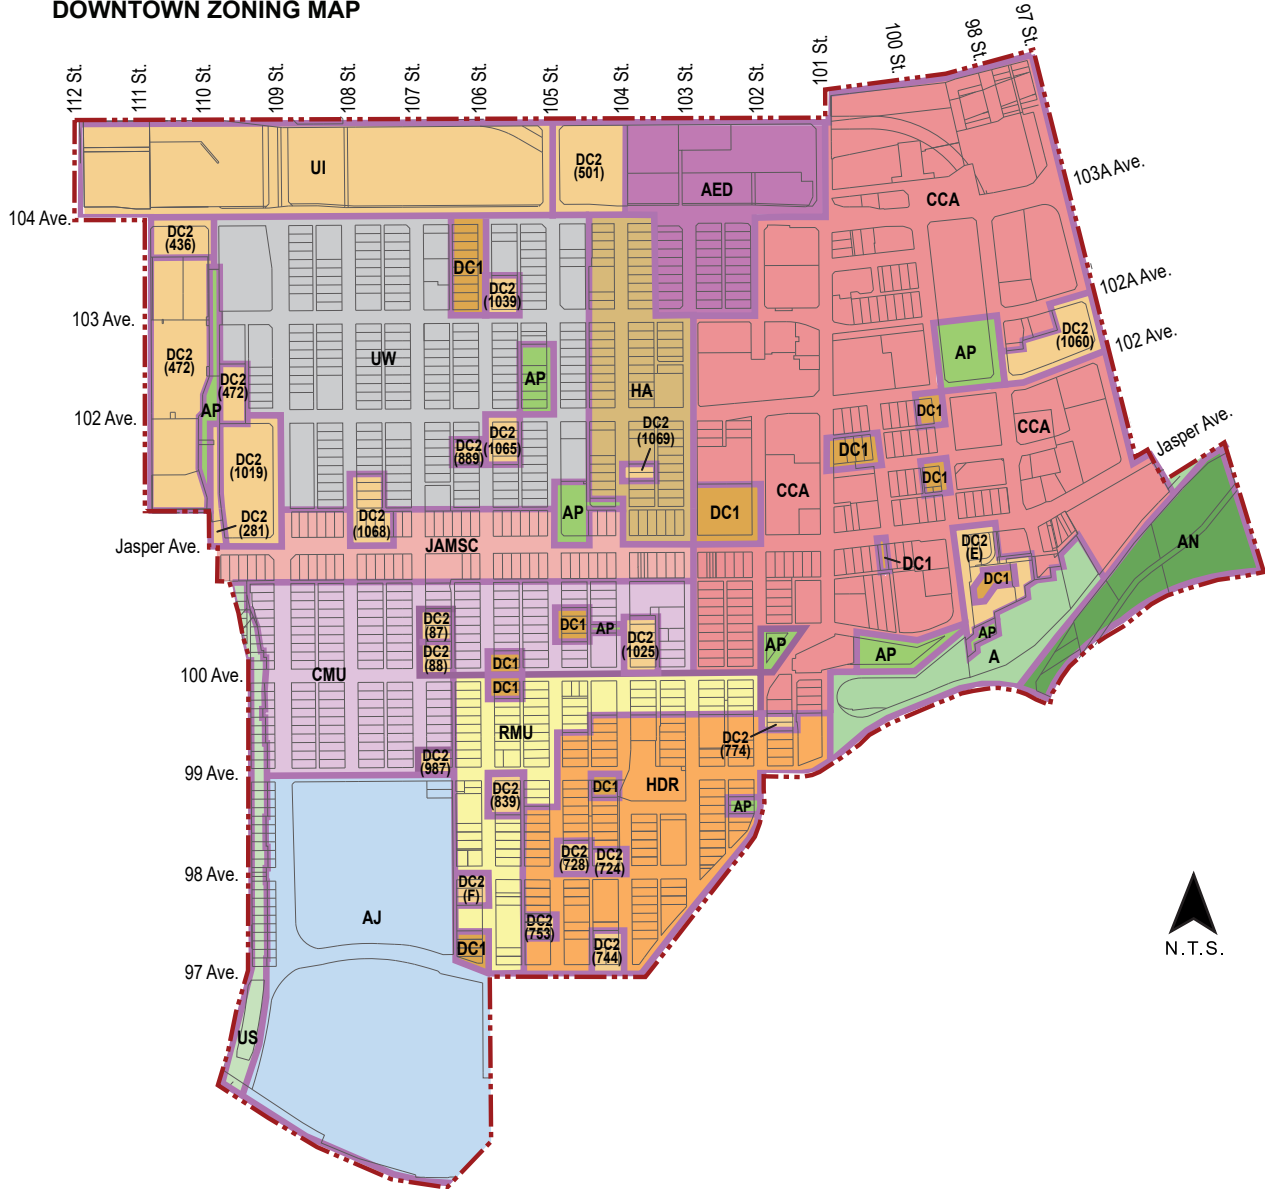 DOWNTOWN ZONING MAP
112 St.
111 St.
110 St.
109 St.
108 St.
107 St.
106 St.
105 St.
104 St.
103 St.
102 St.
101 St.
100 St.
98 St.
97 St.
104 Ave.
103 Ave.
102 Ave.
Jasper Ave.
100 Ave.
99 Ave.
98 Ave.
97 Ave.
103A Ave.
102A Ave.
102 Ave.
Jasper Ave.
UI
DC2
(501)
AED
CCA
DC2
(436)
DC1
DC2
(1039)
DC2
(472)
UW
AP
HA
AP
DC2
(1060)
DC2
(472)
AP
DC2
(1019)
DC2
(889)
DC2
(1065)
DC2
(1069)
DC1
CCA
DC1
DC1
CCA
DC2
(281)
DC2
(1068)
AP
DC1
JAMSC
DC1
DC2
(E)
DC1
AN
DC2
(87)
DC2
(88)
DC1
AP
DC2
(1025)
AP
AP
AP
A
CMU
DC1
DC1
RMU
DC2
(774)
DC2
(987)
DC2
(839)
DC1
HDR
AP
DC2
(728)
DC2
(724)
DC2
(F)
AJ
DC2
(753)
DC1
DC2
(744)
US
N.T.S.